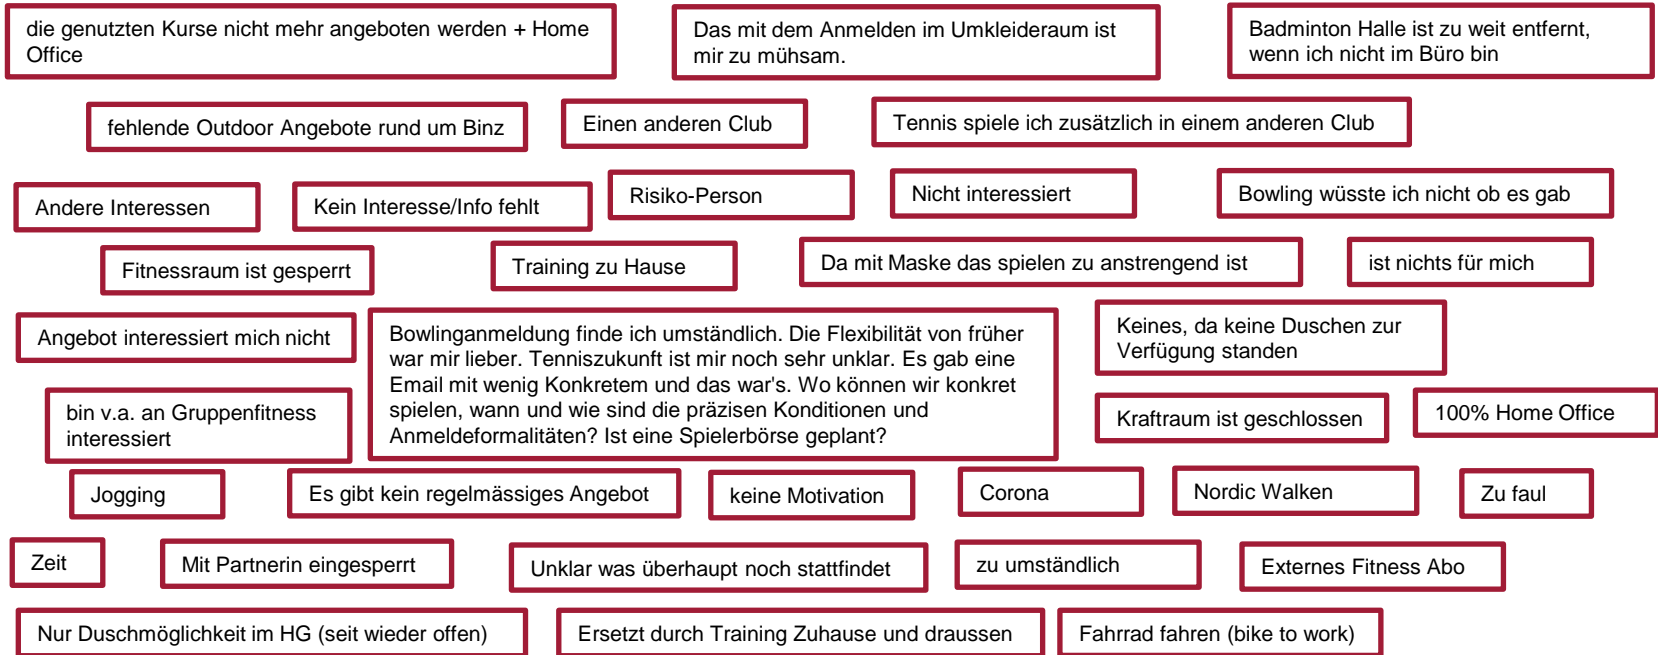 die genutzten Kurse nicht mehr angeboten werden + Home
Office
Das mit dem Anmelden im Umkleideraum ist
mir zu mühsam.
Badminton Halle ist zu weit entfernt,
wenn ich nicht im Büro bin
fehlende Outdoor Angebote rund um Binz
Einen anderen Club
Tennis spiele ich zusätzlich in einem anderen Club
Andere Interessen
Kein Interesse/Info fehlt
Risiko-Person
Nicht interessiert
Bowling wüsste ich nicht ob es gab
Fitnessraum ist gesperrt
Training zu Hause
Da mit Maske das spielen zu anstrengend ist
ist nichts für mich
Angebot interessiert mich nicht
Bowlinganmeldung finde ich umständlich. Die Flexibilität von früher
war mir lieber. Tenniszukunft ist mir noch sehr unklar. Es gab eine
Email mit wenig Konkretem und das war's. Wo können wir konkret
spielen, wann und wie sind die präzisen Konditionen und
Anmeldeformalitäten? Ist eine Spielerbörse geplant?
Keines, da keine Duschen zur
Verfügung standen
bin v.a. an Gruppenfitness
interessiert
Kraftraum ist geschlossen
100% Home Office
Jogging
Es gibt kein regelmässiges Angebot
keine Motivation
Corona
Nordic Walken
Zu faul
Zeit
Mit Partnerin eingesperrt
Unklar was überhaupt noch stattfindet
zu umständlich
Externes Fitness Abo
Nur Duschmöglichkeit im HG (seit wieder offen)
Ersetzt durch Training Zuhause und draussen
Fahrrad fahren (bike to work)